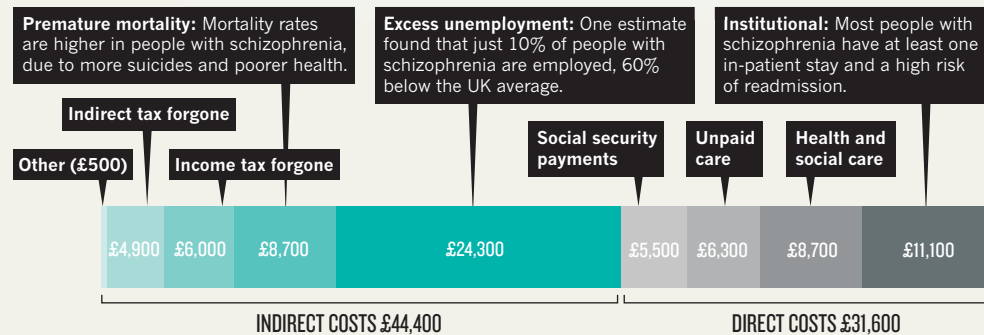 Premature mortality: Mortality rates
are higher in people with schizophrenia,
due to more suicides and poorer health.
Excess unemployment: One estimate
found that just 10% of people with
schizophrenia are employed, 60%
below the UK average.
Institutional: Most people with
schizophrenia have at least one
in-patient stay and a high risk
of readmission.
Indirect tax forgone
Other (£500)
Income tax forgone
Social security
payments
Unpaid
care
Health and
social care
£4,900
£6,000
£8,700
£24,300
£5,500
£6,300
£8,700
£11,100
INDIRECT COSTS £44,400
DIRECT COSTS £31,600